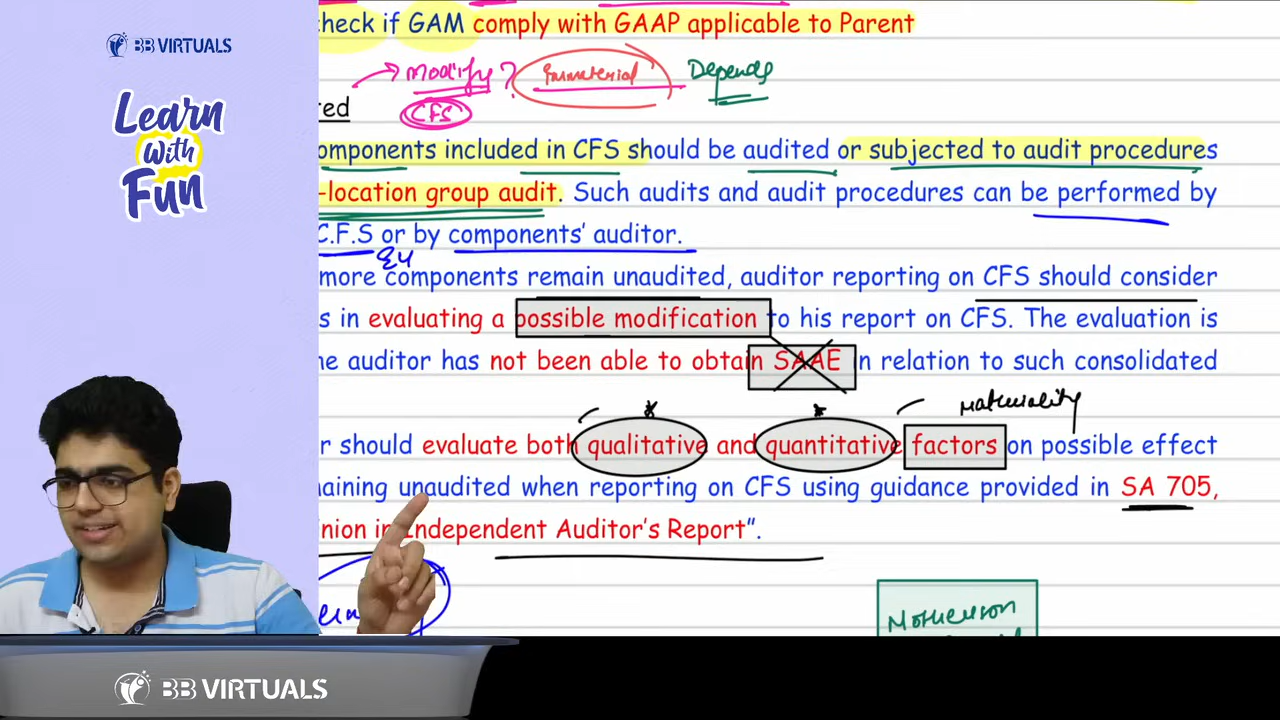 BB VIRTUALS
Learn
With
Fun
check if GAM comply with GAAP applicable to Parent
Modify? Immaterial Depends
ted
CFS
omponents included in CFS should be audited or subjected to audit procedures
-location group audit. Such audits and audit procedures can be performed by
C.F.S or by components' auditor.
more components remain unaudited, auditor reporting on CFS should consider
s in evaluating a possible modification to his report on CFS. The evaluation is
he auditor has not been able to obtain SAAE in relation to such consolidated
materiality
r should evaluate both qualitative and quantitative factors on possible effect
aining unaudited when reporting on CFS using guidance provided in SA 705,
inion in Independent Auditor's Report".
Motherson
BB VIRTUALS